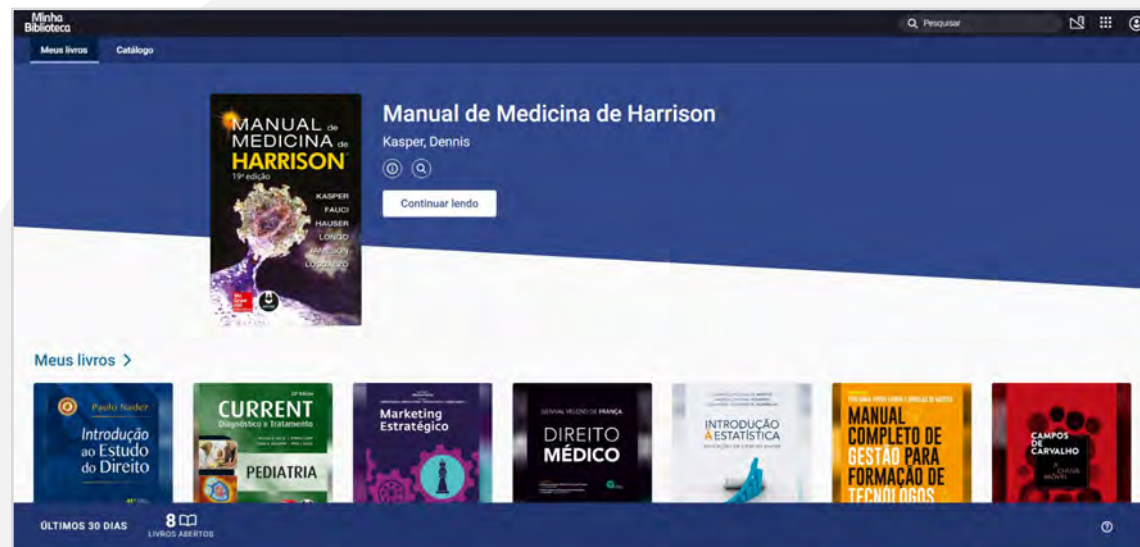 Minha
Biblioteca
Pesquisar
Meus livros
Catálogo
MANUAL de
MEDICINA de
HARRISON
19ª edição
KASPER
FAUCI
HAUSER
LONGO
JAMESON
LOSCALZO
Manual de Medicina de Harrison
Kasper, Dennis
Continuar lendo
Meus livros
Paulo Nader
Introdução
ao Estudo
do Direito
CURRENT
Diagnóstico e Tratamento
PEDIATRIA
Marketing
Estratégico
GENIVAL VELOSO DE FRANÇA
DIREITO
MÉDICO
INTRODUÇÃO
À ESTATÍSTICA
MANUAL
COMPLETO DE
GESTÃO PARA
FORMAÇÃO DE
TECNÓLOGOS
CAMPOS
DE
CARVALHO
ÚLTIMOS 30 DIAS
8
LIVROS ABERTOS